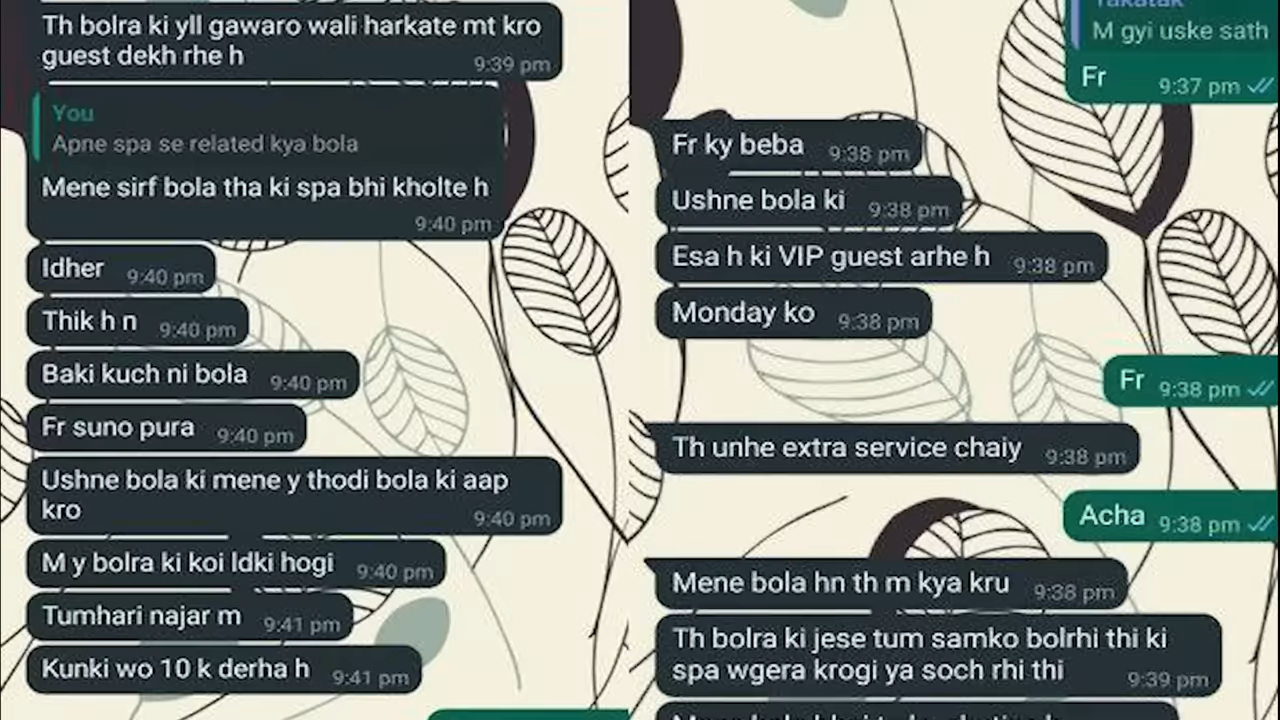 Th bolra ki yll gawaro wali harkate mt kro
guest dekh rhe h
9:39 pm
You
Apne spa se related kya bola
Mene sirf bola tha ki spa bhi kholte h
9:40 pm
Idher 9:40 pm
Thik h n 9:40 pm
Baki kuch ni bola 9:40 pm
Fr suno pura 9:40 pm
Ushne bola ki mene y thodi bola ki aap
kro
9:40 pm
M y bolra ki koi ldki hogi 9:40 pm
Tumhari najar m 9:41 pm
Kunki wo 10 k derha h 9:41 pm
M gyi uske sath
Fr 9:37 pm
Fr ky beba 9:38 pm
Ushne bola ki 9:38 pm
Esa h ki VIP guest arhe h 9:38 pm
Monday ko 9:38 pm
Fr 9:38 pm
Th unhe extra service chaiy 9:38 pm
Acha 9:38 pm
Mene bola hn th m kya kru 9:38 pm
Th bolra ki jese tum samko bolrhi thi ki
spa wgera krogi ya soch rhi thi 9:39 pm